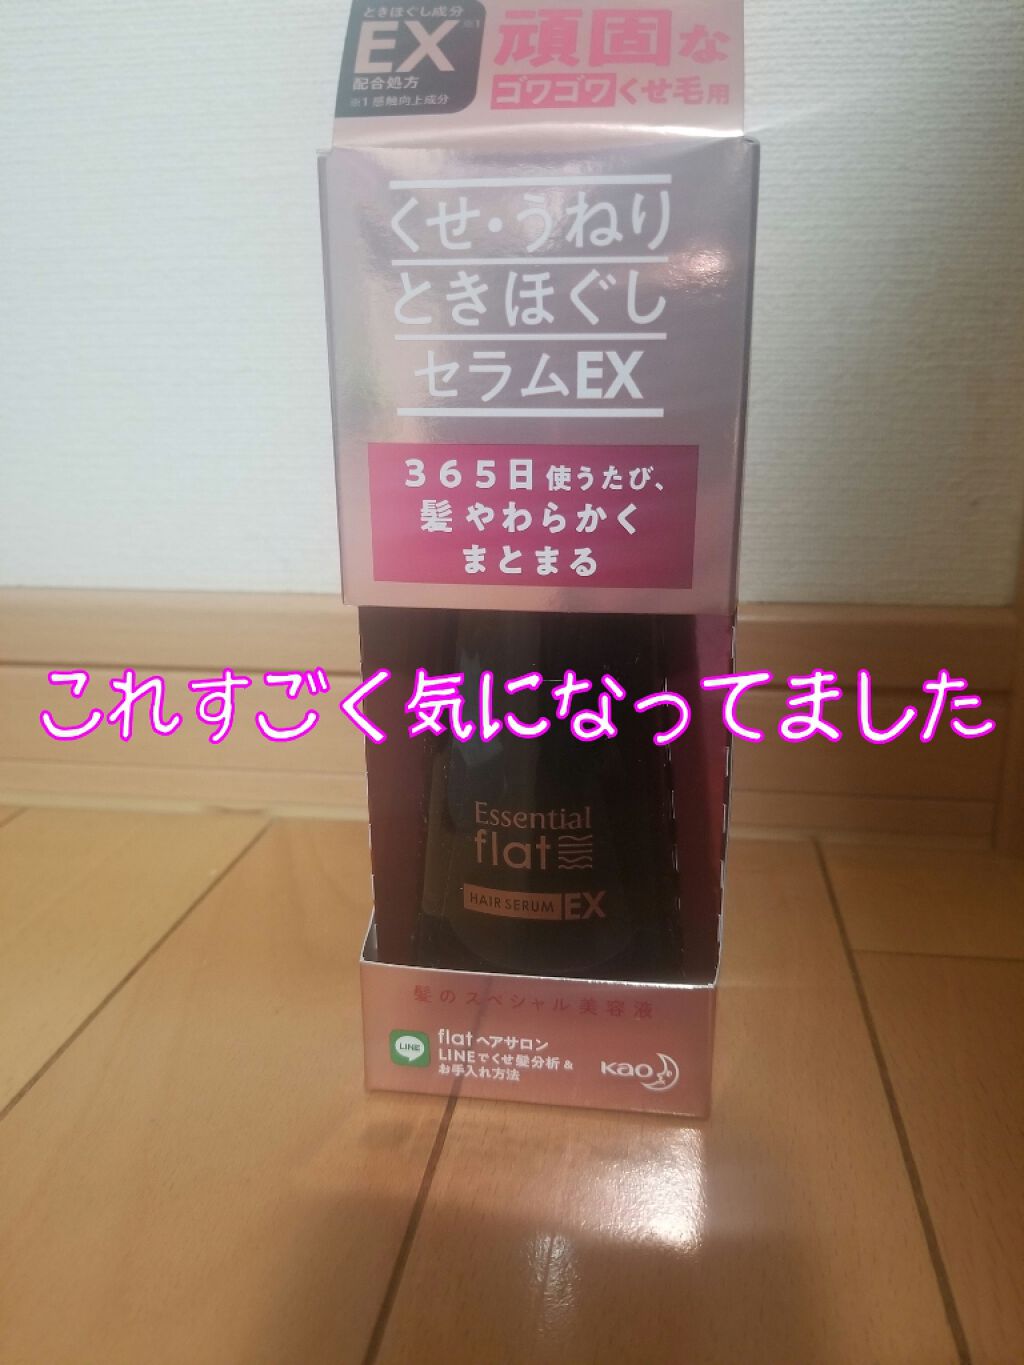 ときほぐし成分
EX※1
配合処方
※1 感触向上成分
頑固な
ゴワゴワくせ毛用
くせ・うねり
ときほぐし
セラムEX
365日 使うたび、
髪 やわらかく
まとまる
これすごく気になってました
Essential
flat
HAIR SERUM EX
髪のスペシャル美容液
LINE
flat ヘアサロン
LINEでくせ髪分析&
お手入れ方法
Kao